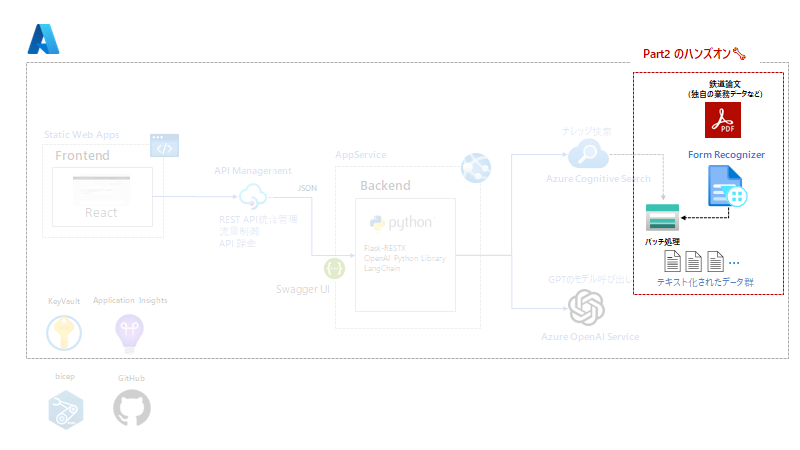 Part2 のハンズオン
鉄道論文
(独自の業務データなど)
PDF
Form Recognizer
バッチ処理
...
テキスト化されたデータ群
Static Web Apps
Frontend
React
API Management
JSON
REST API統合管理
流量制御
API 課金
Swagger UI
AppService
Backend
python
Flask-RESTX
OpenAI Python Library
LangChain
ナレッジ検索
Azure Cognitive Search
GPTのモデル呼び出し
Azure OpenAI Service
KeyVault
Application Insights
bicep
GitHub